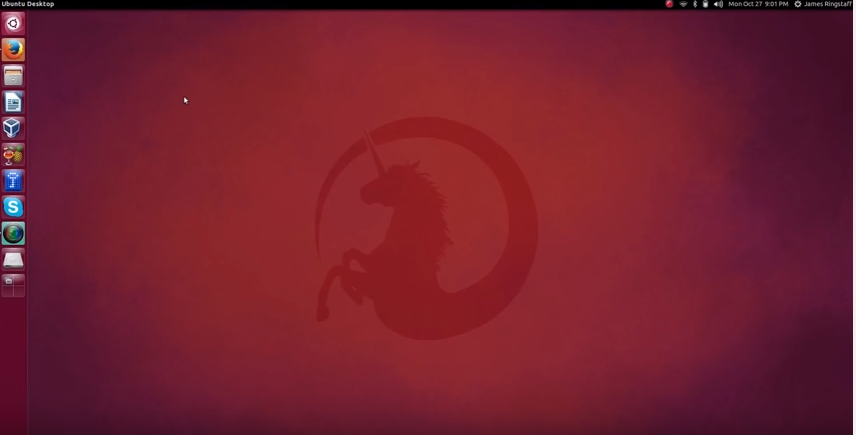 Ubuntu Desktop
Mon Oct 27 9:01 PM
James Ringstaff